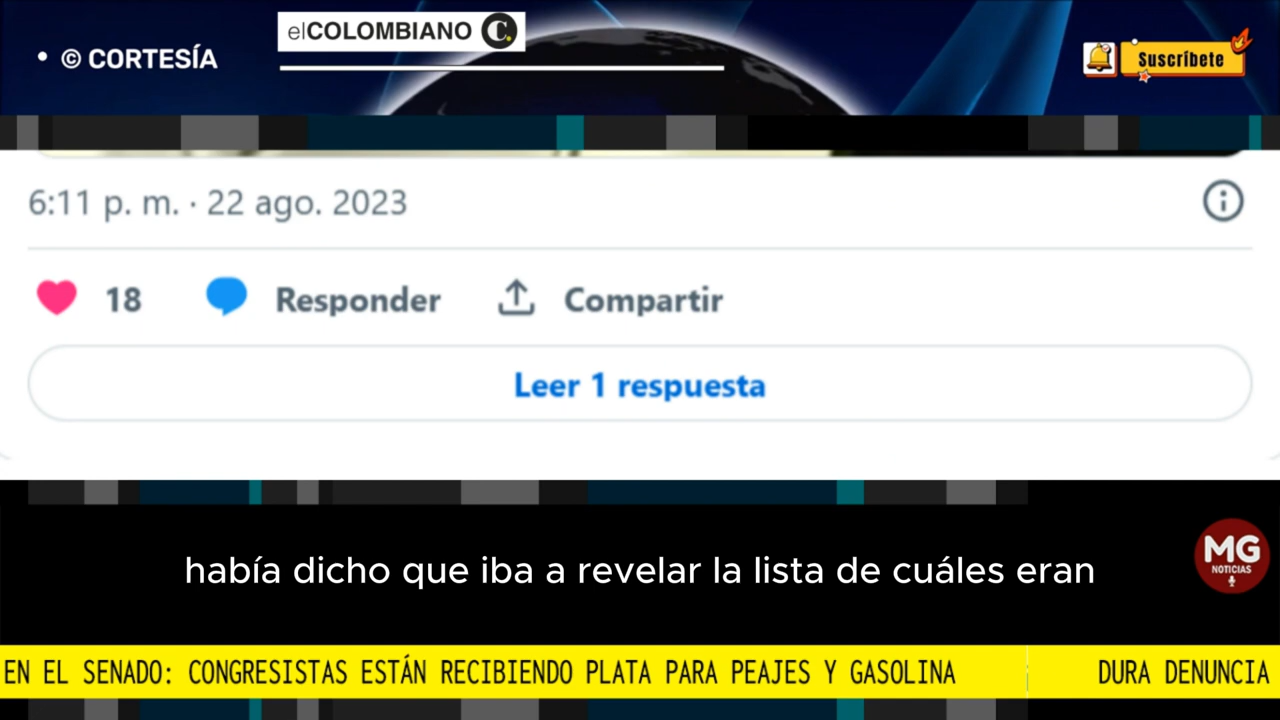 elCOLOMBIANO C.
• © CORTESÍA
Suscríbete
6:11 p. m. · 22 ago. 2023
18 Responder Compartir
Leer 1 respuesta
había dicho que iba a revelar la lista de cuáles eran
MG
NOTICIAS
EN EL SENADO: CONGRESISTAS ESTÁN RECIBIENDO PLATA PARA PEAJES Y GASOLINA DURA DENUNCIA